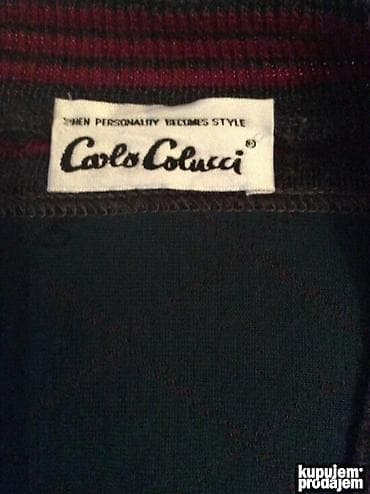 WHEN PERSONALITY BECOMES STYLE
Carlo Colucci®
kupujem
prodajem